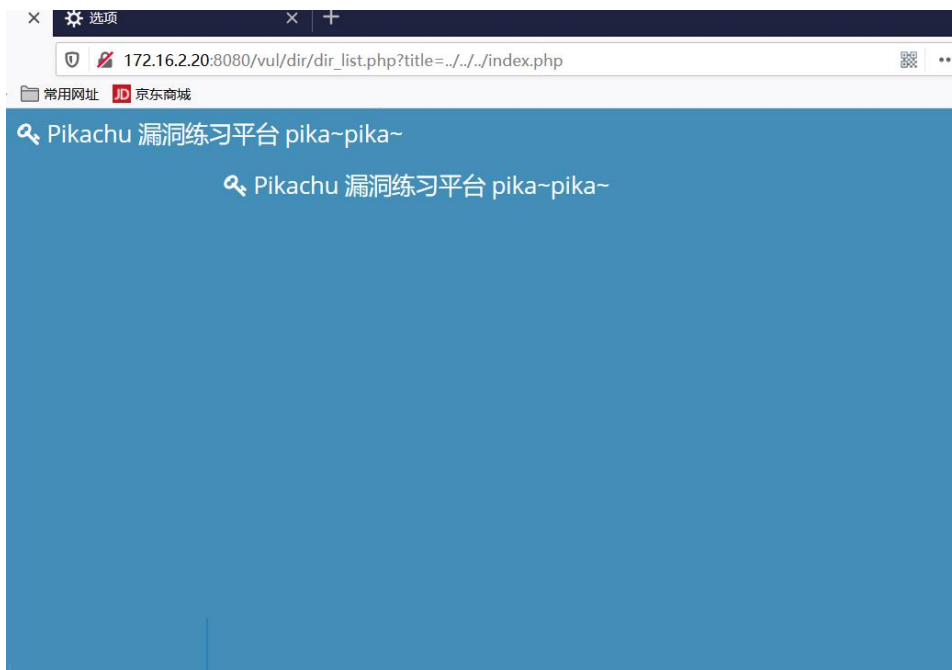 选项
172.16.2.20:8080/vul/dir/dir_list.php?title=../../../index.php
常用网址 JD 京东商城
Pikachu 漏洞练习平台 pika~pika~
Pikachu 漏洞练习平台 pika~pika~